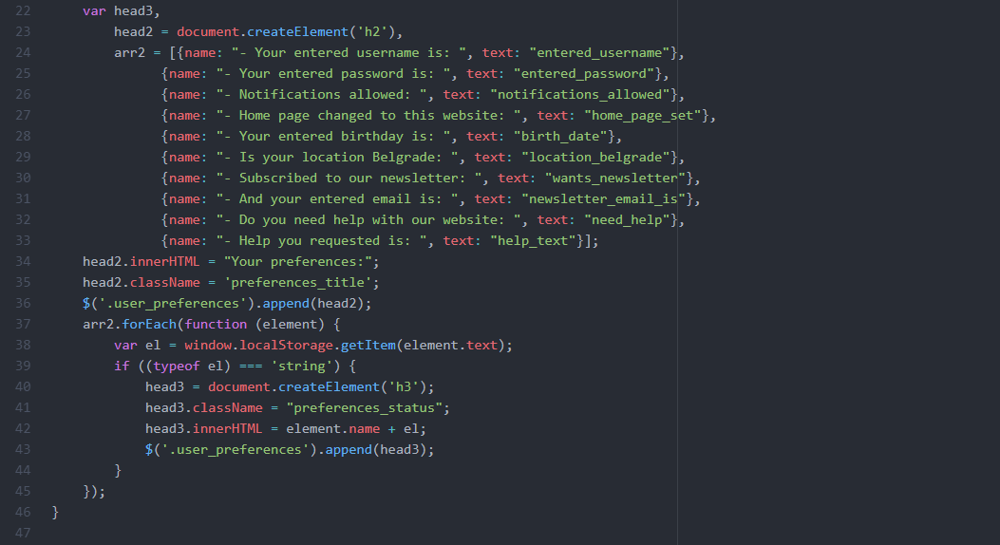 22 var head3,
23 head2 = document.createElement('h2'),
24 arr2 = [{name: "- Your entered username is: ", text: "entered_username"},
25 {name: "- Your entered password is: ", text: "entered_password"},
26 {name: "- Notifications allowed: ", text: "notifications_allowed"},
27 {name: "- Home page changed to this website: ", text: "home_page_set"},
28 {name: "- Your entered birthday is: ", text: "birth_date"},
29 {name: "- Is your location Belgrade: ", text: "location_belgrade"},
30 {name: "- Subscribed to our newsletter: ", text: "wants_newsletter"},
31 {name: "- And your entered email is: ", text: "newsletter_email_is"},
32 {name: "- Do you need help with our website: ", text: "need_help"},
33 {name: "- Help you requested is: ", text: "help_text"}];
34 head2.innerHTML = "Your preferences:";
35 head2.className = 'preferences_title';
36 $('.user_preferences').append(head2);
37 arr2.forEach(function (element) {
38 var el = window.localStorage.getItem(element.text);
39 if ((typeof el) === 'string') {
40 head3 = document.createElement('h3');
41 head3.className = "preferences_status";
42 head3.innerHTML = element.name + el;
43 $('.user_preferences').append(head3);
44 }
45 });
46 }
47